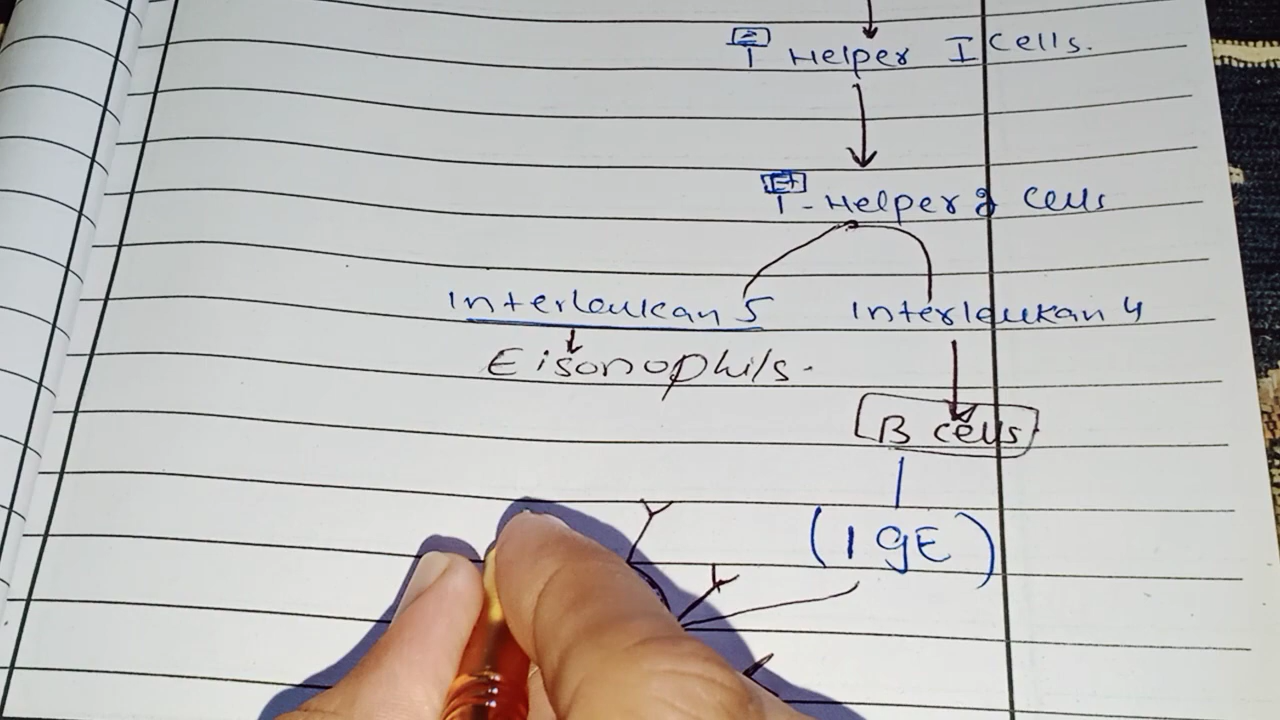 T Helper I Cells.
T-Helper 2 Cells
Interleukan 5 Interleukan 4
Eisonophils.
B cells
(IgE)